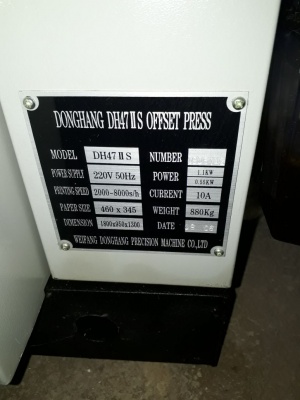 DONGHANG DH47ⅡS OFFSET PRESS
MODEL DH47ⅡS NUMBER
POWER SUPPLY 220V 50Hz POWER 1.1KW 0.55KW
PRINTING SPEED 2000-8000s/h CURRENT 10A
PAPER SIZE 460 x 345 WEIGHT 880Kg
DIMENSION 1800x950x1300 DATE
WEIFANG DONGHANG PRECISION MACHINE CO,LTD